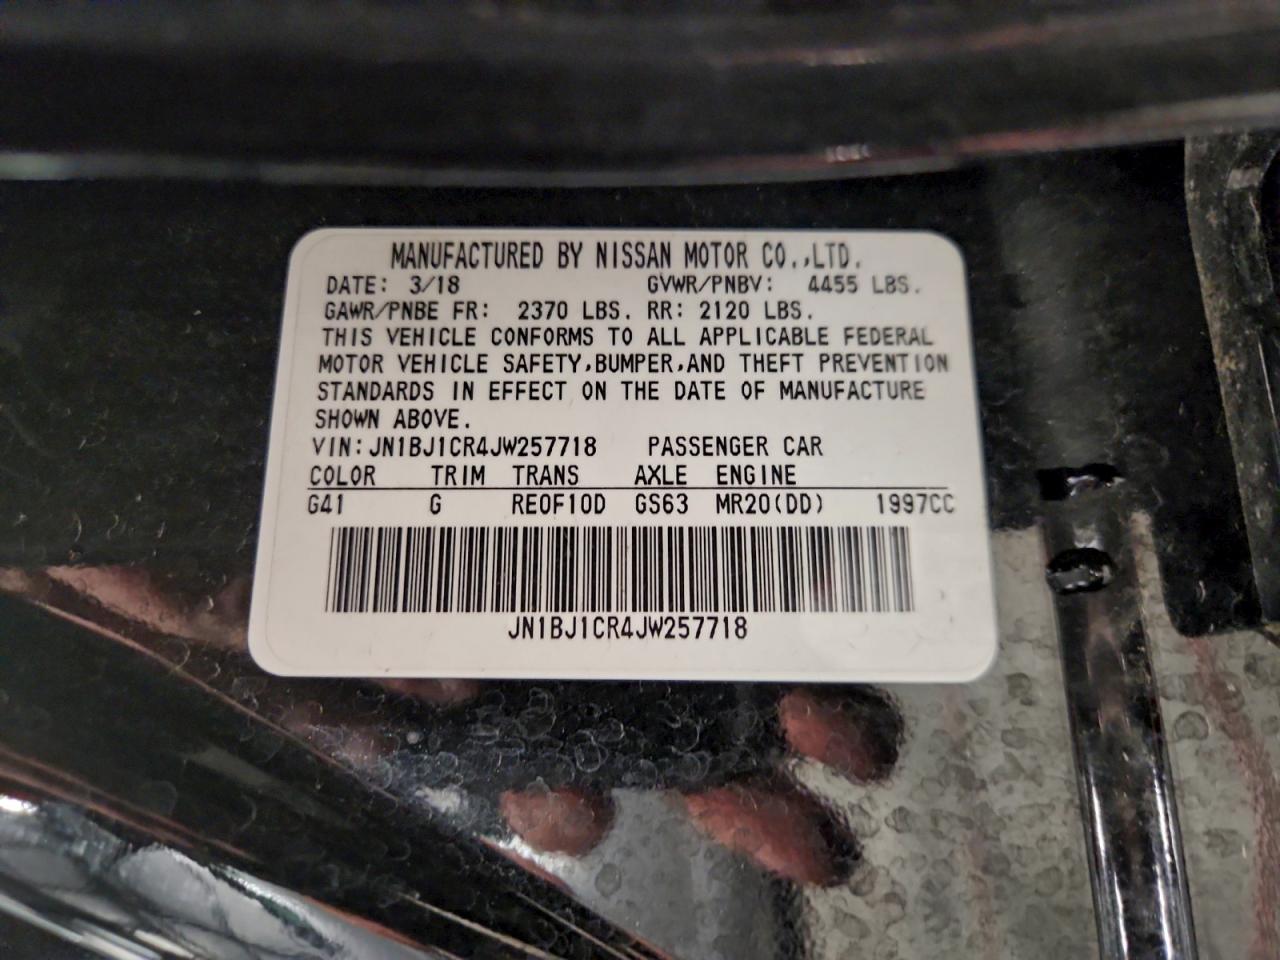 MANUFACTURED BY NISSAN MOTOR CO.,LTD.
DATE: 3/18 GVWR/PNBV: 4455 LBS.
GAWR/PNBE FR: 2370 LBS. RR: 2120 LBS.
THIS VEHICLE CONFORMS TO ALL APPLICABLE FEDERAL
MOTOR VEHICLE SAFETY,BUMPER,AND THEFT PREVENTION
STANDARDS IN EFFECT ON THE DATE OF MANUFACTURE
SHOWN ABOVE.
VIN:JN1BJ1CR4JW257718 PASSENGER CAR
COLOR TRIM TRANS AXLE ENGINE
G41 G RE0F10D GS63 MR20(DD) 1997CC
JN1BJ1CR4JW257718